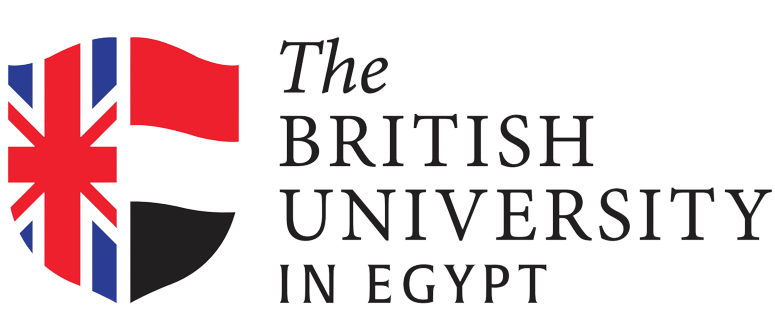 The
BRITISH
UNIVERSITY
IN EGYPT